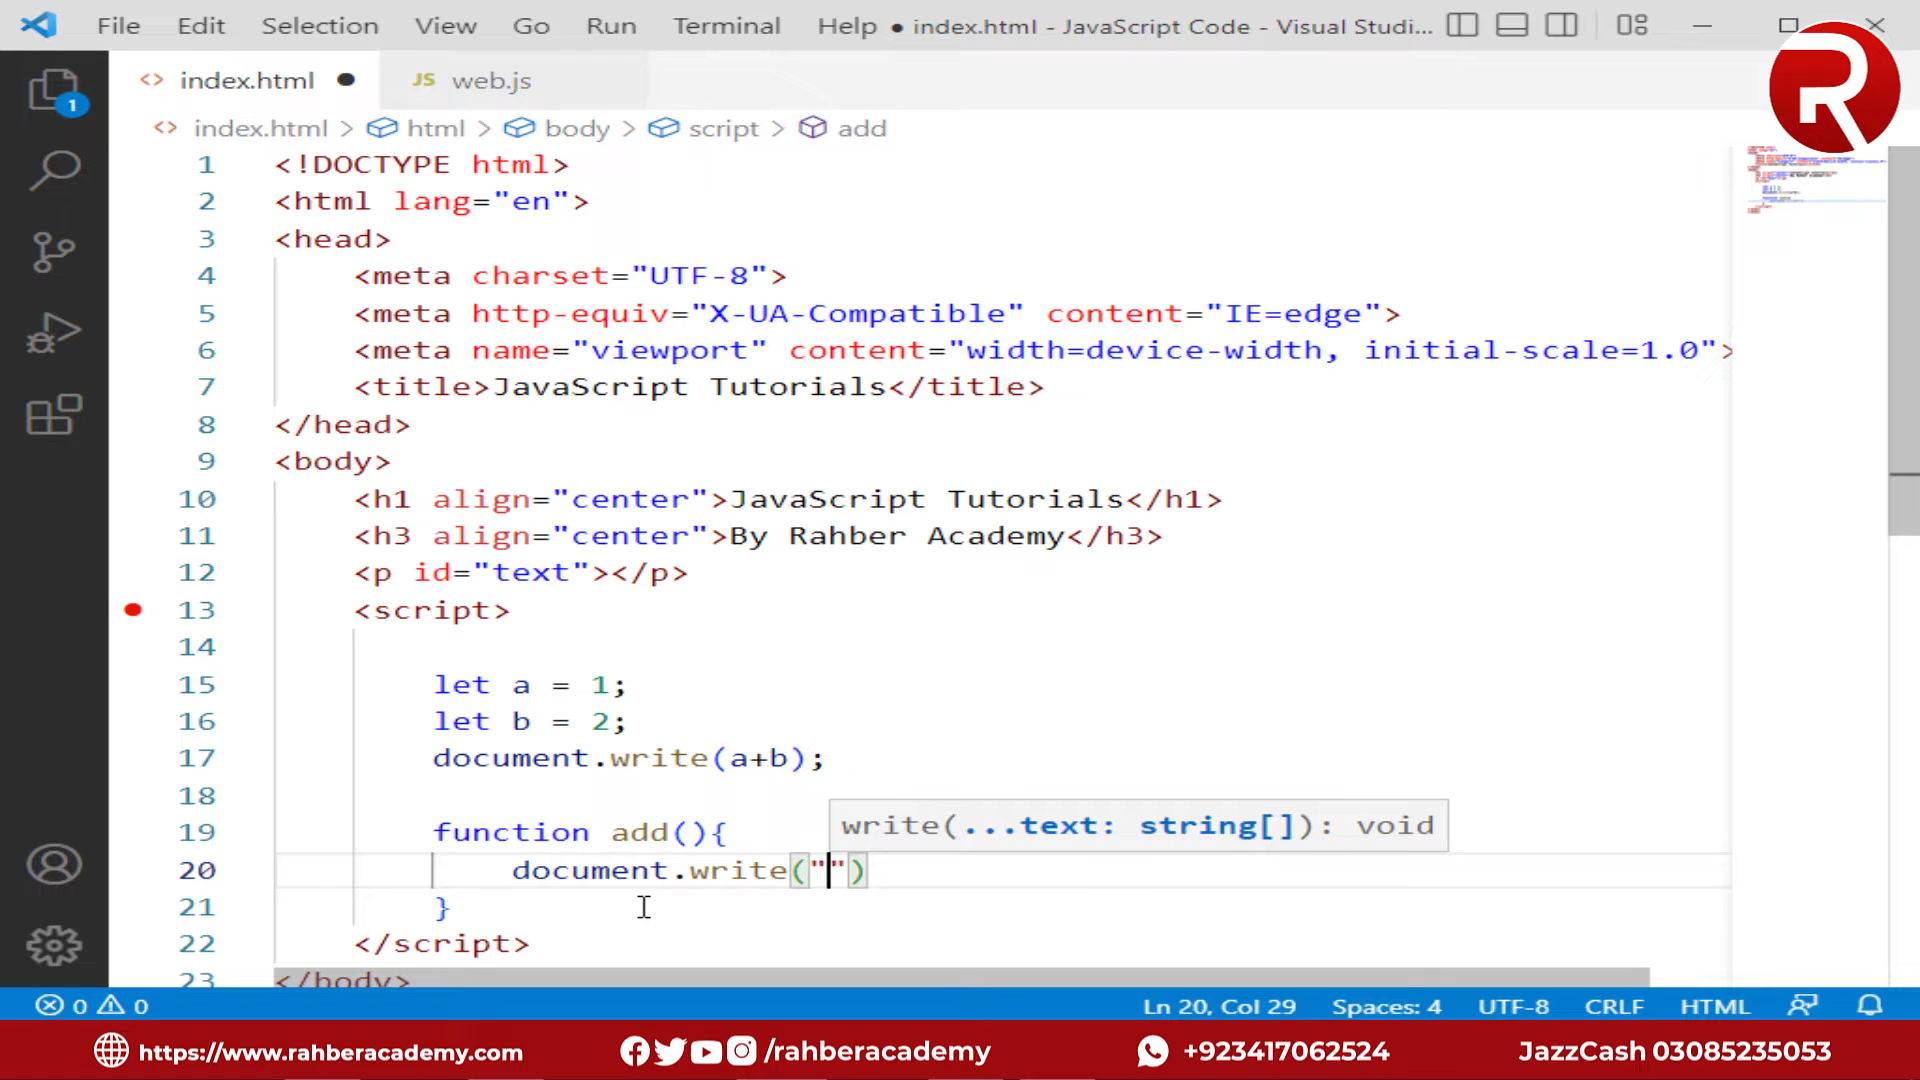 File Edit Selection View Go Run Terminal Help ● index.html - JavaScript Code - Visual Studi...
<> index.html ● JS web.js
<> index.html > html > body > script > add
1 <!DOCTYPE html>
2 <html lang="en">
3 <head>
4 <meta charset="UTF-8">
5 <meta http-equiv="X-UA-Compatible" content="IE=edge">
6 <meta name="viewport" content="width=device-width, initial-scale=1.0">
7 <title>JavaScript Tutorials</title>
8 </head>
9 <body>
10 <h1 align="center">JavaScript Tutorials</h1>
11 <h3 align="center">By Rahber Academy</h3>
12 <p id="text"></p>
13 <script>
14
15 let a = 1;
16 let b = 2;
17 document.write(a+b);
18
write(...text: string[]): void
19 function add(){
20 document.write("")
21 }
22 </script>
23 </body>
1
R
0 0 Ln 20, Col 29 Spaces: 4 UTF-8 CRLF HTML
https://www.rahberacademy.com /rahberacademy +923417062524 JazzCash 03085235053